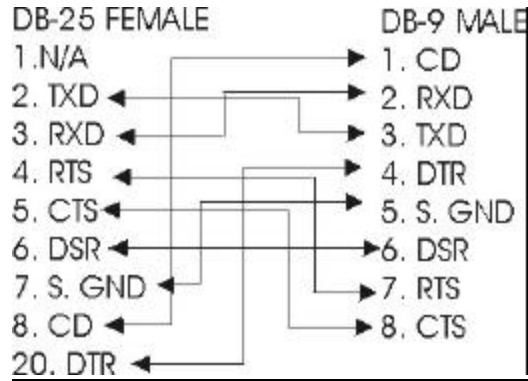 DB-25 FEMALE
1.N/A
2. TXD
3. RXD
4. RTS
5. CTS
6. DSR
7. S. GND
8. CD
20. DTR
DB-9 MALE
1. CD
2. RXD
3. TXD
4. DTR
5. S. GND
6. DSR
7. RTS
8. CTS